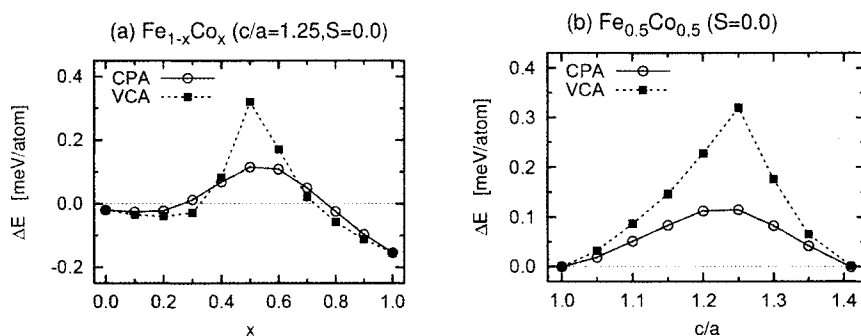 (a) Fe1-xCox (c/a=1.25,S=0.0)
CPA
VCA
ΔE [meV/atom]
0.4
0.2
0.0
-0.2
0.0 0.2 0.4 0.6 0.8 1.0
x
(b) Fe0.5Co0.5 (S=0.0)
CPA
VCA
ΔE [meV/atom]
0.4
0.3
0.2
0.1
0.0
1.0 1.1 1.2 1.3 1.4
c/a